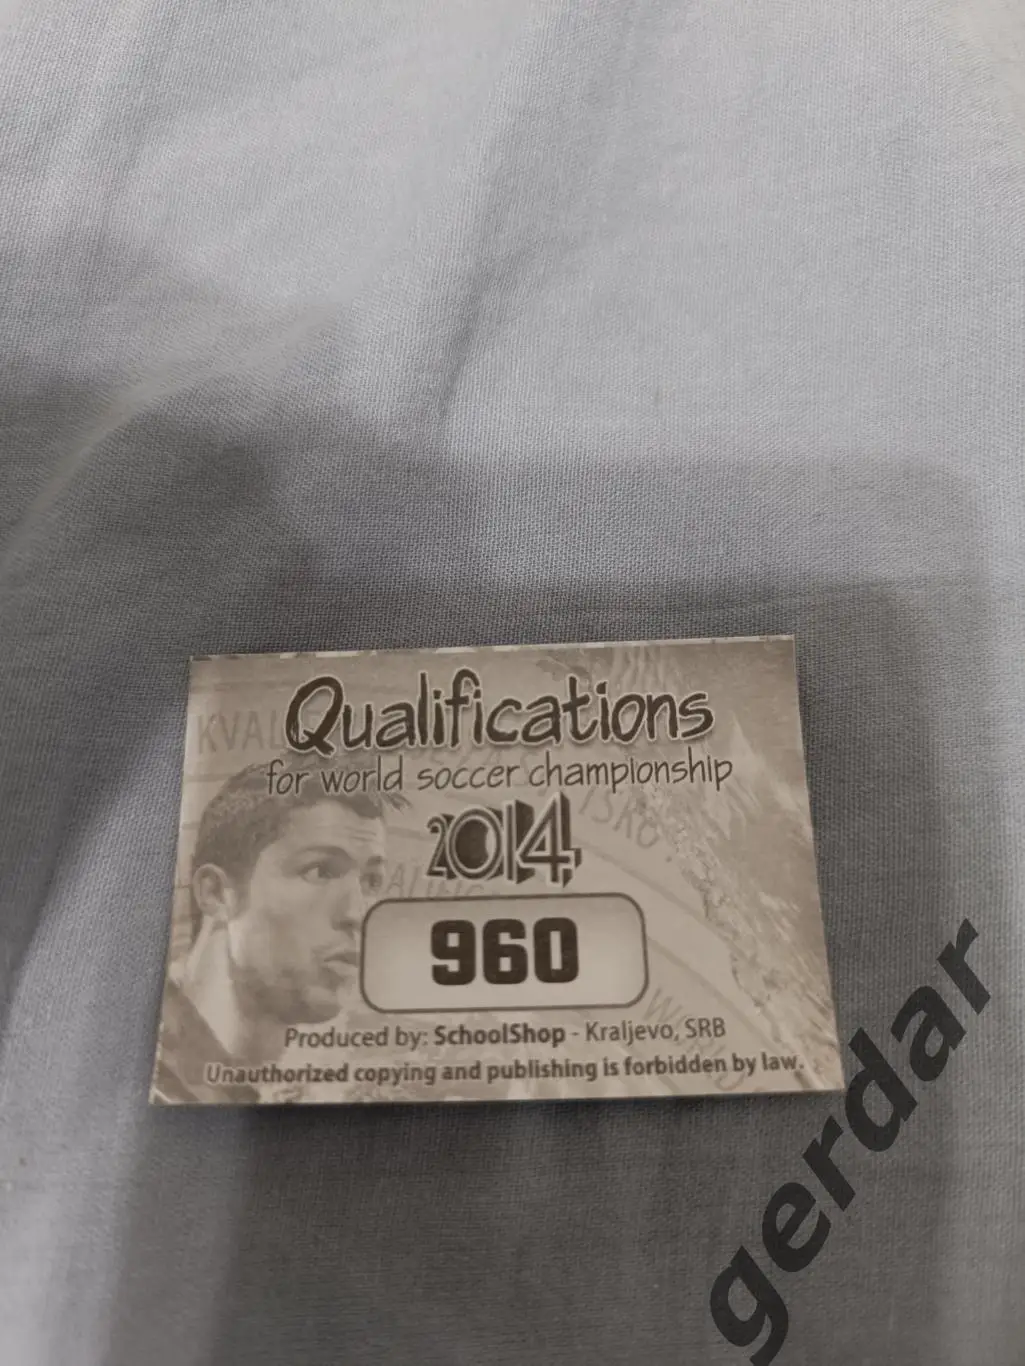 Qualifications
for world soccer championship
2014
960
Produced by: SchoolShop - Kraljevo, SRB
Unauthorized copying and publishing is forbidden by law.
gerdar